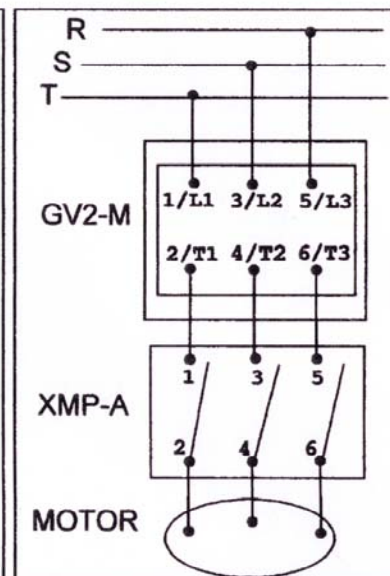 R
S
T
1/L1 3/L2 5/L3
GV2-M
2/T1 4/T2 6/T3
1 3 5
XMP-A
2 4 6
MOTOR